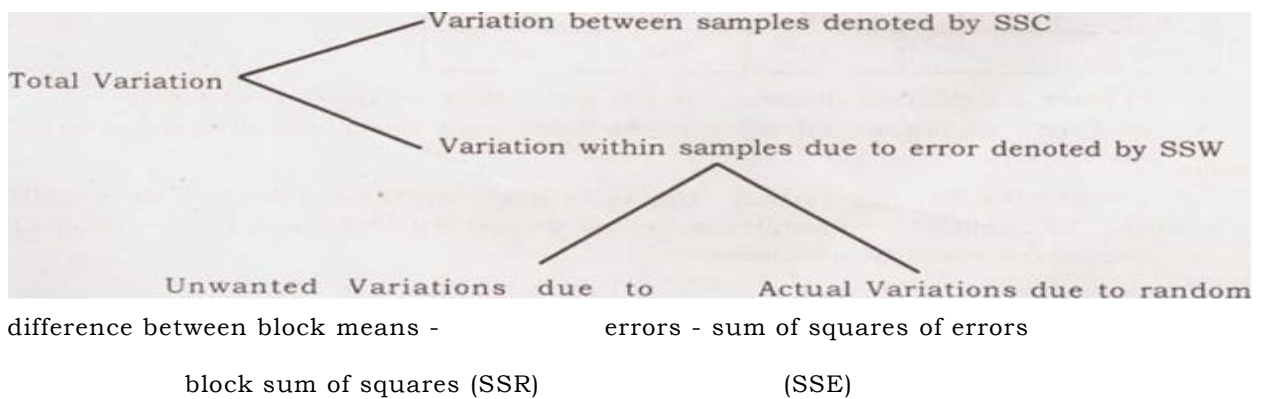 Variation between samples denoted by SSC
Total Variation
Variation within samples due to error denoted by SSW
Unwanted Variations due to Actual Variations due to random
difference between block means - errors - sum of squares of errors
block sum of squares (SSR) (SSE)